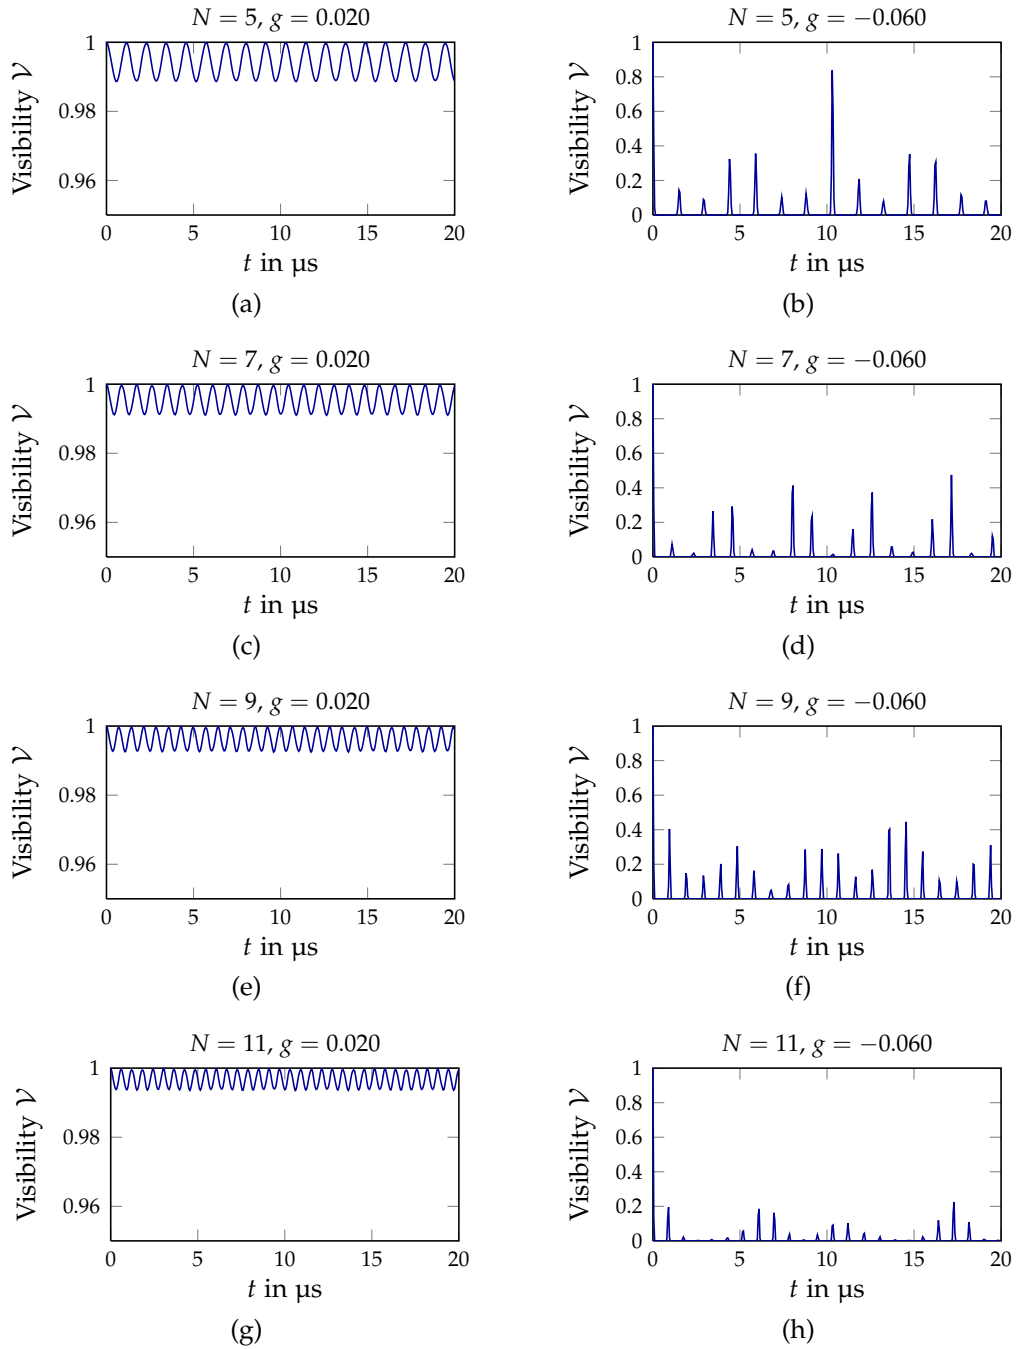 N = 5, g = 0.020
Visibility 𝒱
1
0.98
0.96
0 5 10 15 20
t in μs
(a)
N = 5, g = −0.060
Visibility 𝒱
1
0.8
0.6
0.4
0.2
0
0 5 10 15 20
t in μs
(b)
N = 7, g = 0.020
Visibility 𝒱
1
0.98
0.96
0 5 10 15 20
t in μs
(c)
N = 7, g = −0.060
Visibility 𝒱
1
0.8
0.6
0.4
0.2
0
0 5 10 15 20
t in μs
(d)
N = 9, g = 0.020
Visibility 𝒱
1
0.98
0.96
0 5 10 15 20
t in μs
(e)
N = 9, g = −0.060
Visibility 𝒱
1
0.8
0.6
0.4
0.2
0
0 5 10 15 20
t in μs
(f)
N = 11, g = 0.020
Visibility 𝒱
1
0.98
0.96
0 5 10 15 20
t in μs
(g)
N = 11, g = −0.060
Visibility 𝒱
1
0.8
0.6
0.4
0.2
0
0 5 10 15 20
t in μs
(h)